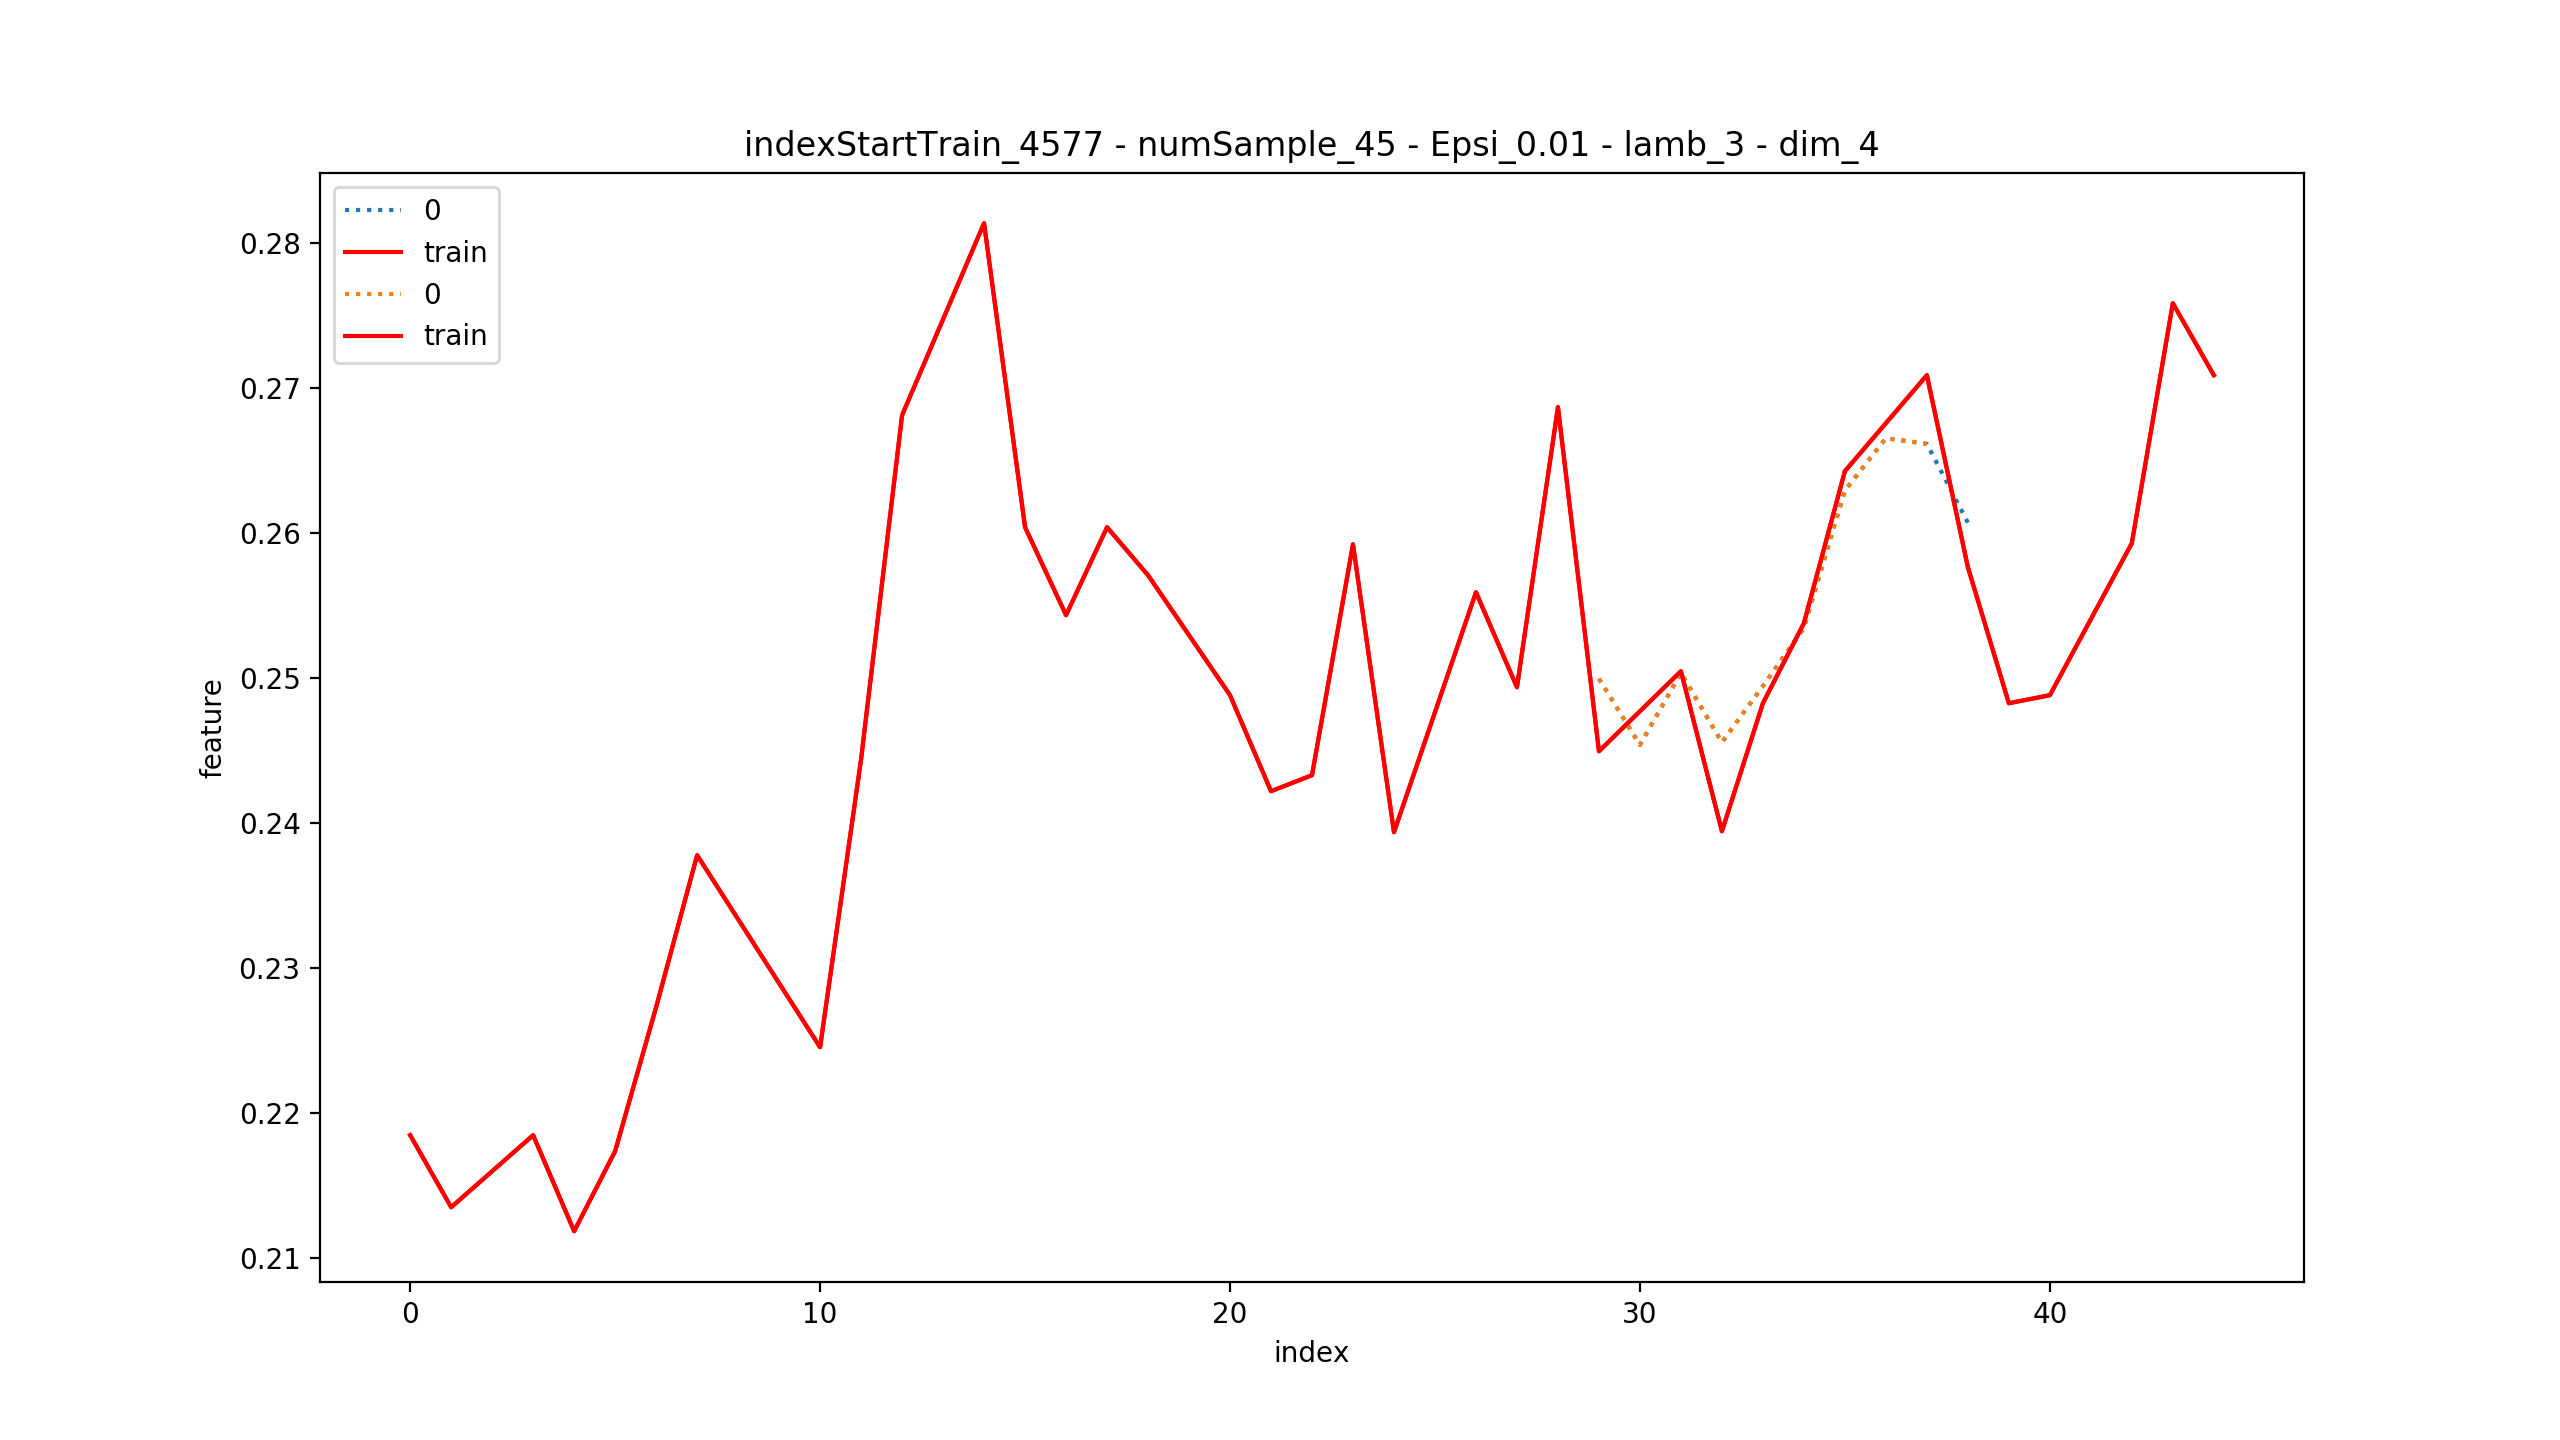 indexStartTrain_4577 - numSample_45 - Epsi_0.01 - lamb_3 - dim_4
0
train
0
train
0.28
0.27
0.26
0.25
0.24
0.23
0.22
0.21
feature
0 10 20 30 40
index